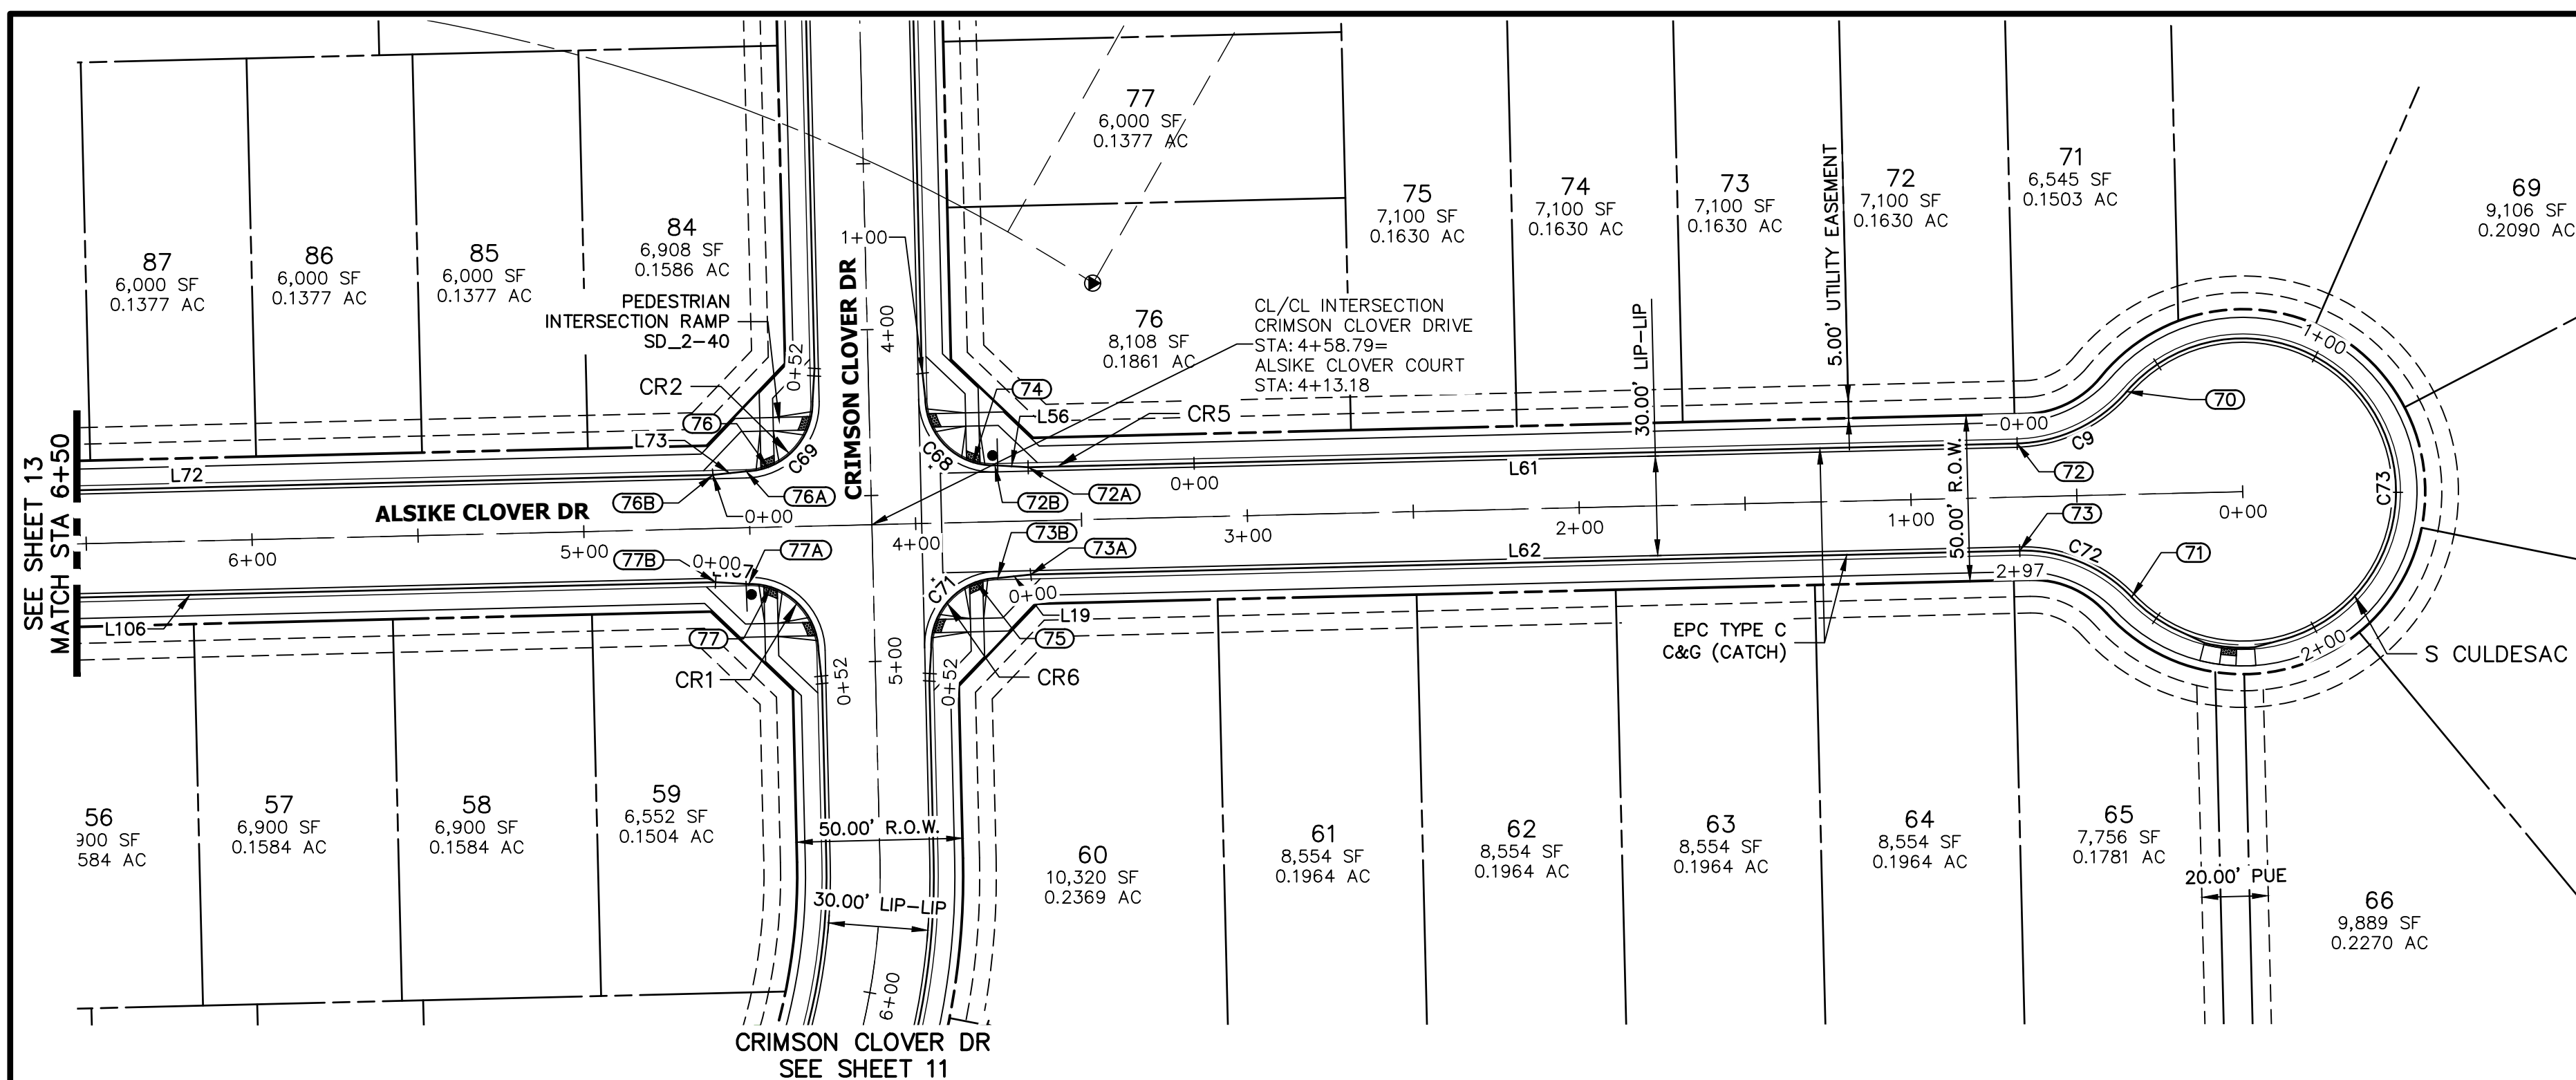 87
6,000 SF
0.1377 AC
86
6,000 SF
0.1377 AC
85
6,000 SF
0.1377 AC
84
6,908 SF
0.1586 AC
PEDESTRIAN
INTERSECTION RAMP
SD_2-40
CR2
76
L73
L72
76B
76A
0+00
C69
0+52
CRIMSON CLOVER DR
4+00
1+00
77
6,000 SF
0.1377 AC
76
8,108 SF
0.1861 AC
CL/CL INTERSECTION
CRIMSON CLOVER DRIVE
STA: 4+58.79=
ALSIKE CLOVER COURT
STA: 4+13.18
74
L56
CR5
C68
72B
72A
0+00
75
7,100 SF
0.1630 AC
74
7,100 SF
0.1630 AC
73
7,100 SF
0.1630 AC
72
7,100 SF
0.1630 AC
71
6,545 SF
0.1503 AC
69
9,106 SF
0.2090 AC
30.00' LIP-LIP
5.00' UTILITY EASEMENT
50.00' R.O.W.
L61
-0+00
C9
70
72
1+00
C73
SEE SHEET 13
MATCH STA 6+50
ALSIKE CLOVER DR
6+00
5+00
4+00
3+00
2+00
1+00
0+00
77B
0+00
77A
73B
73A
L62
73
C72
71
2+97
2+00
S CULDESAC
L106
77
CR1
0+52
5+00
0+52
C71
0+00
L19
75
CR6
EPC TYPE C
C&G (CATCH)
56
584 AC
57
6,900 SF
0.1584 AC
58
6,900 SF
0.1584 AC
59
6,552 SF
0.1504 AC
50.00' R.O.W.
30.00' LIP-LIP
6+00
60
10,320 SF
0.2369 AC
61
8,554 SF
0.1964 AC
62
8,554 SF
0.1964 AC
63
8,554 SF
0.1964 AC
64
8,554 SF
0.1964 AC
65
7,756 SF
0.1781 AC
20.00' PUE
66
9,889 SF
0.2270 AC
CRIMSON CLOVER DR
SEE SHEET 11